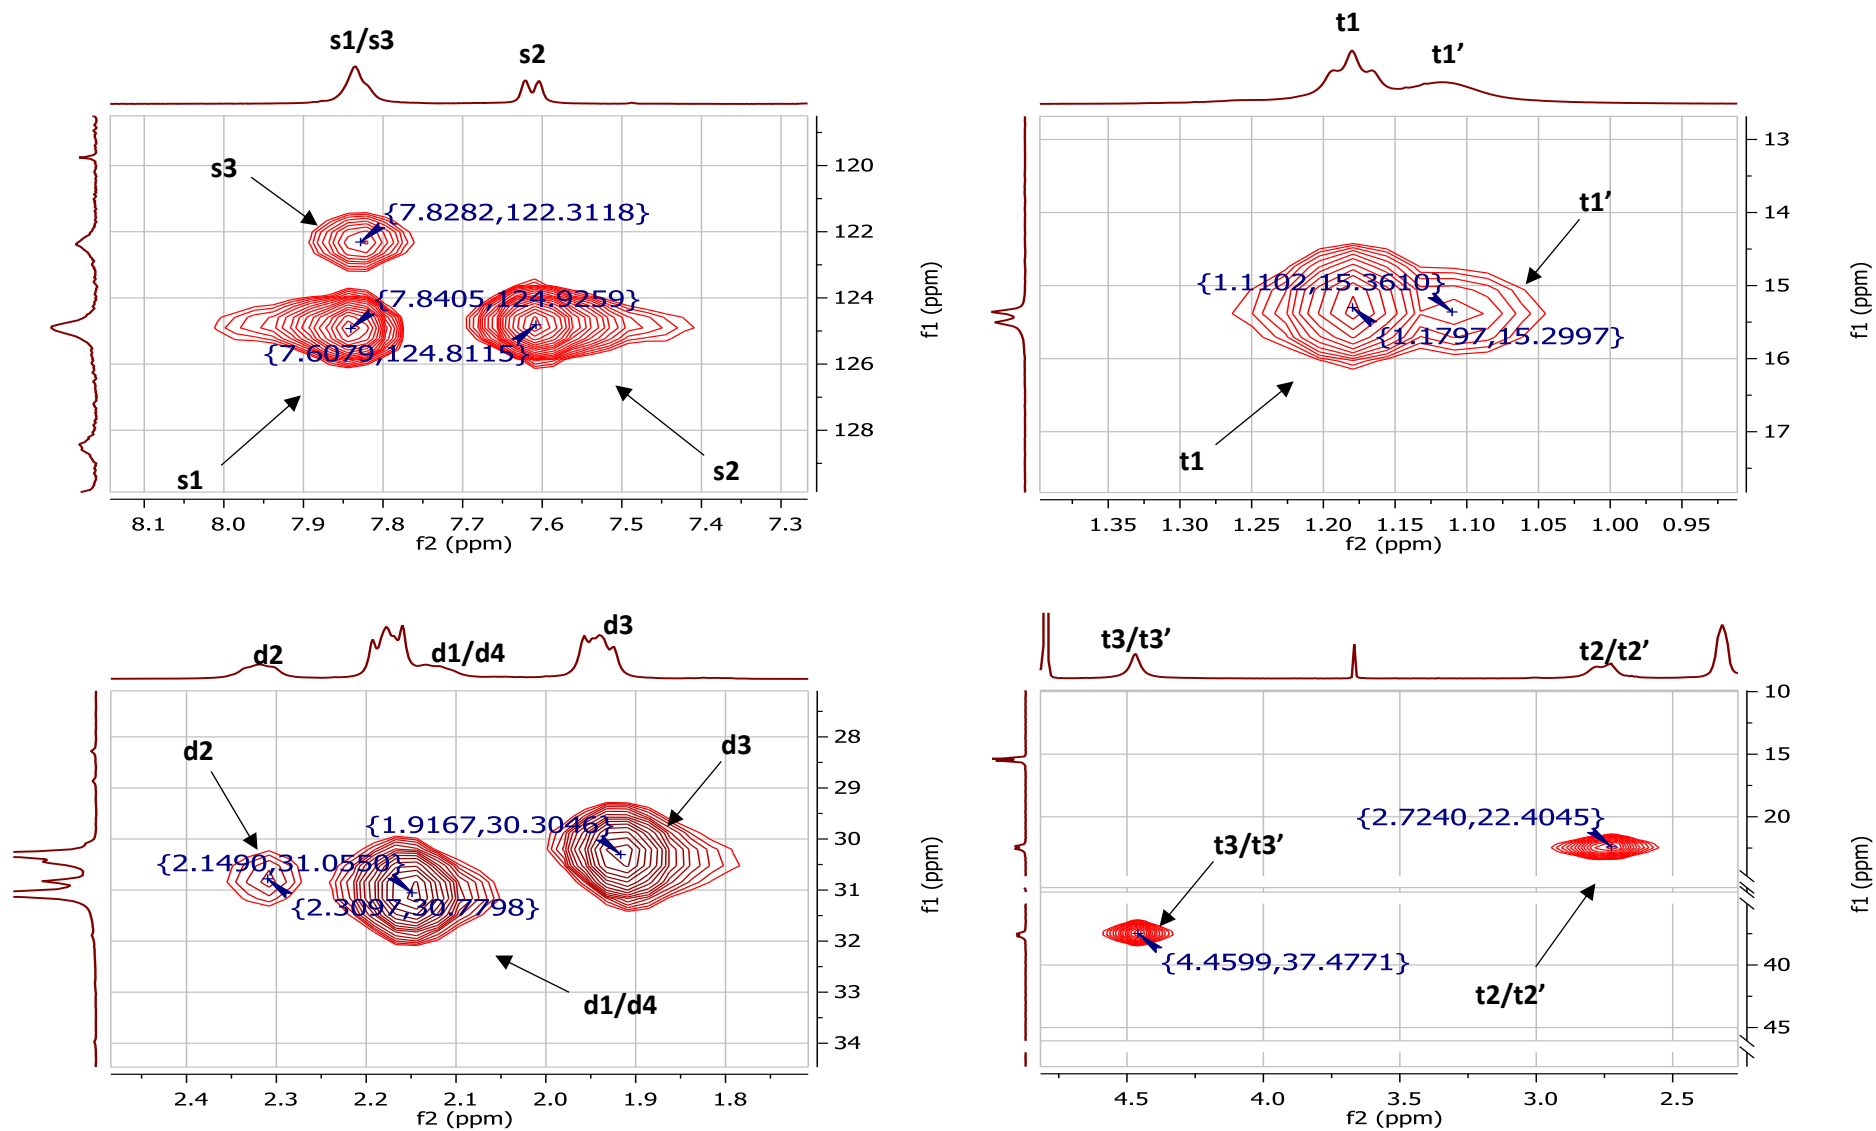 s1/s3
s2
s3
{7.8282,122.3118}
{7.8405,124.9259}
{7.6079,124.8115}
s1
s2
120
122
124
126
128
f1 (ppm)
8.1 8.0 7.9 7.8 7.7 7.6 7.5 7.4 7.3
f2 (ppm)
t1
t1’
t1’
{1.1102,15.3610}
{1.1797,15.2997}
t1
13
14
15
16
17
f1 (ppm)
1.35 1.30 1.25 1.20 1.15 1.10 1.05 1.00 0.95
f2 (ppm)
d2
d1/d4
d3
d2
d3
{1.9167,30.3046}
{2.1490,31.0550}
{2.3097,30.7798}
d1/d4
28
29
30
31
32
33
34
f1 (ppm)
2.4 2.3 2.2 2.1 2.0 1.9 1.8
f2 (ppm)
t3/t3’
t2/t2’
{2.7240,22.4045}
t3/t3’
{4.4599,37.4771}
t2/t2’
10
15
20
40
45
f1 (ppm)
4.5 4.0 3.5 3.0 2.5
f2 (ppm)